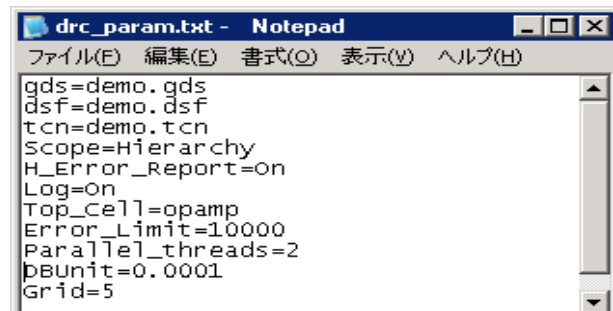 drc_param.txt - Notepad
ファイル(F) 編集(E) 書式(O) 表示(V) ヘルプ(H)
gds=demo.gds
dsf=demo.dsf
tcn=demo.tcn
Scope=Hierarchy
H_Error_Report=On
Log=On
Top_Cell=opamp
Error_Limit=10000
Parallel_threads=2
DBUnit=0.0001
Grid=5